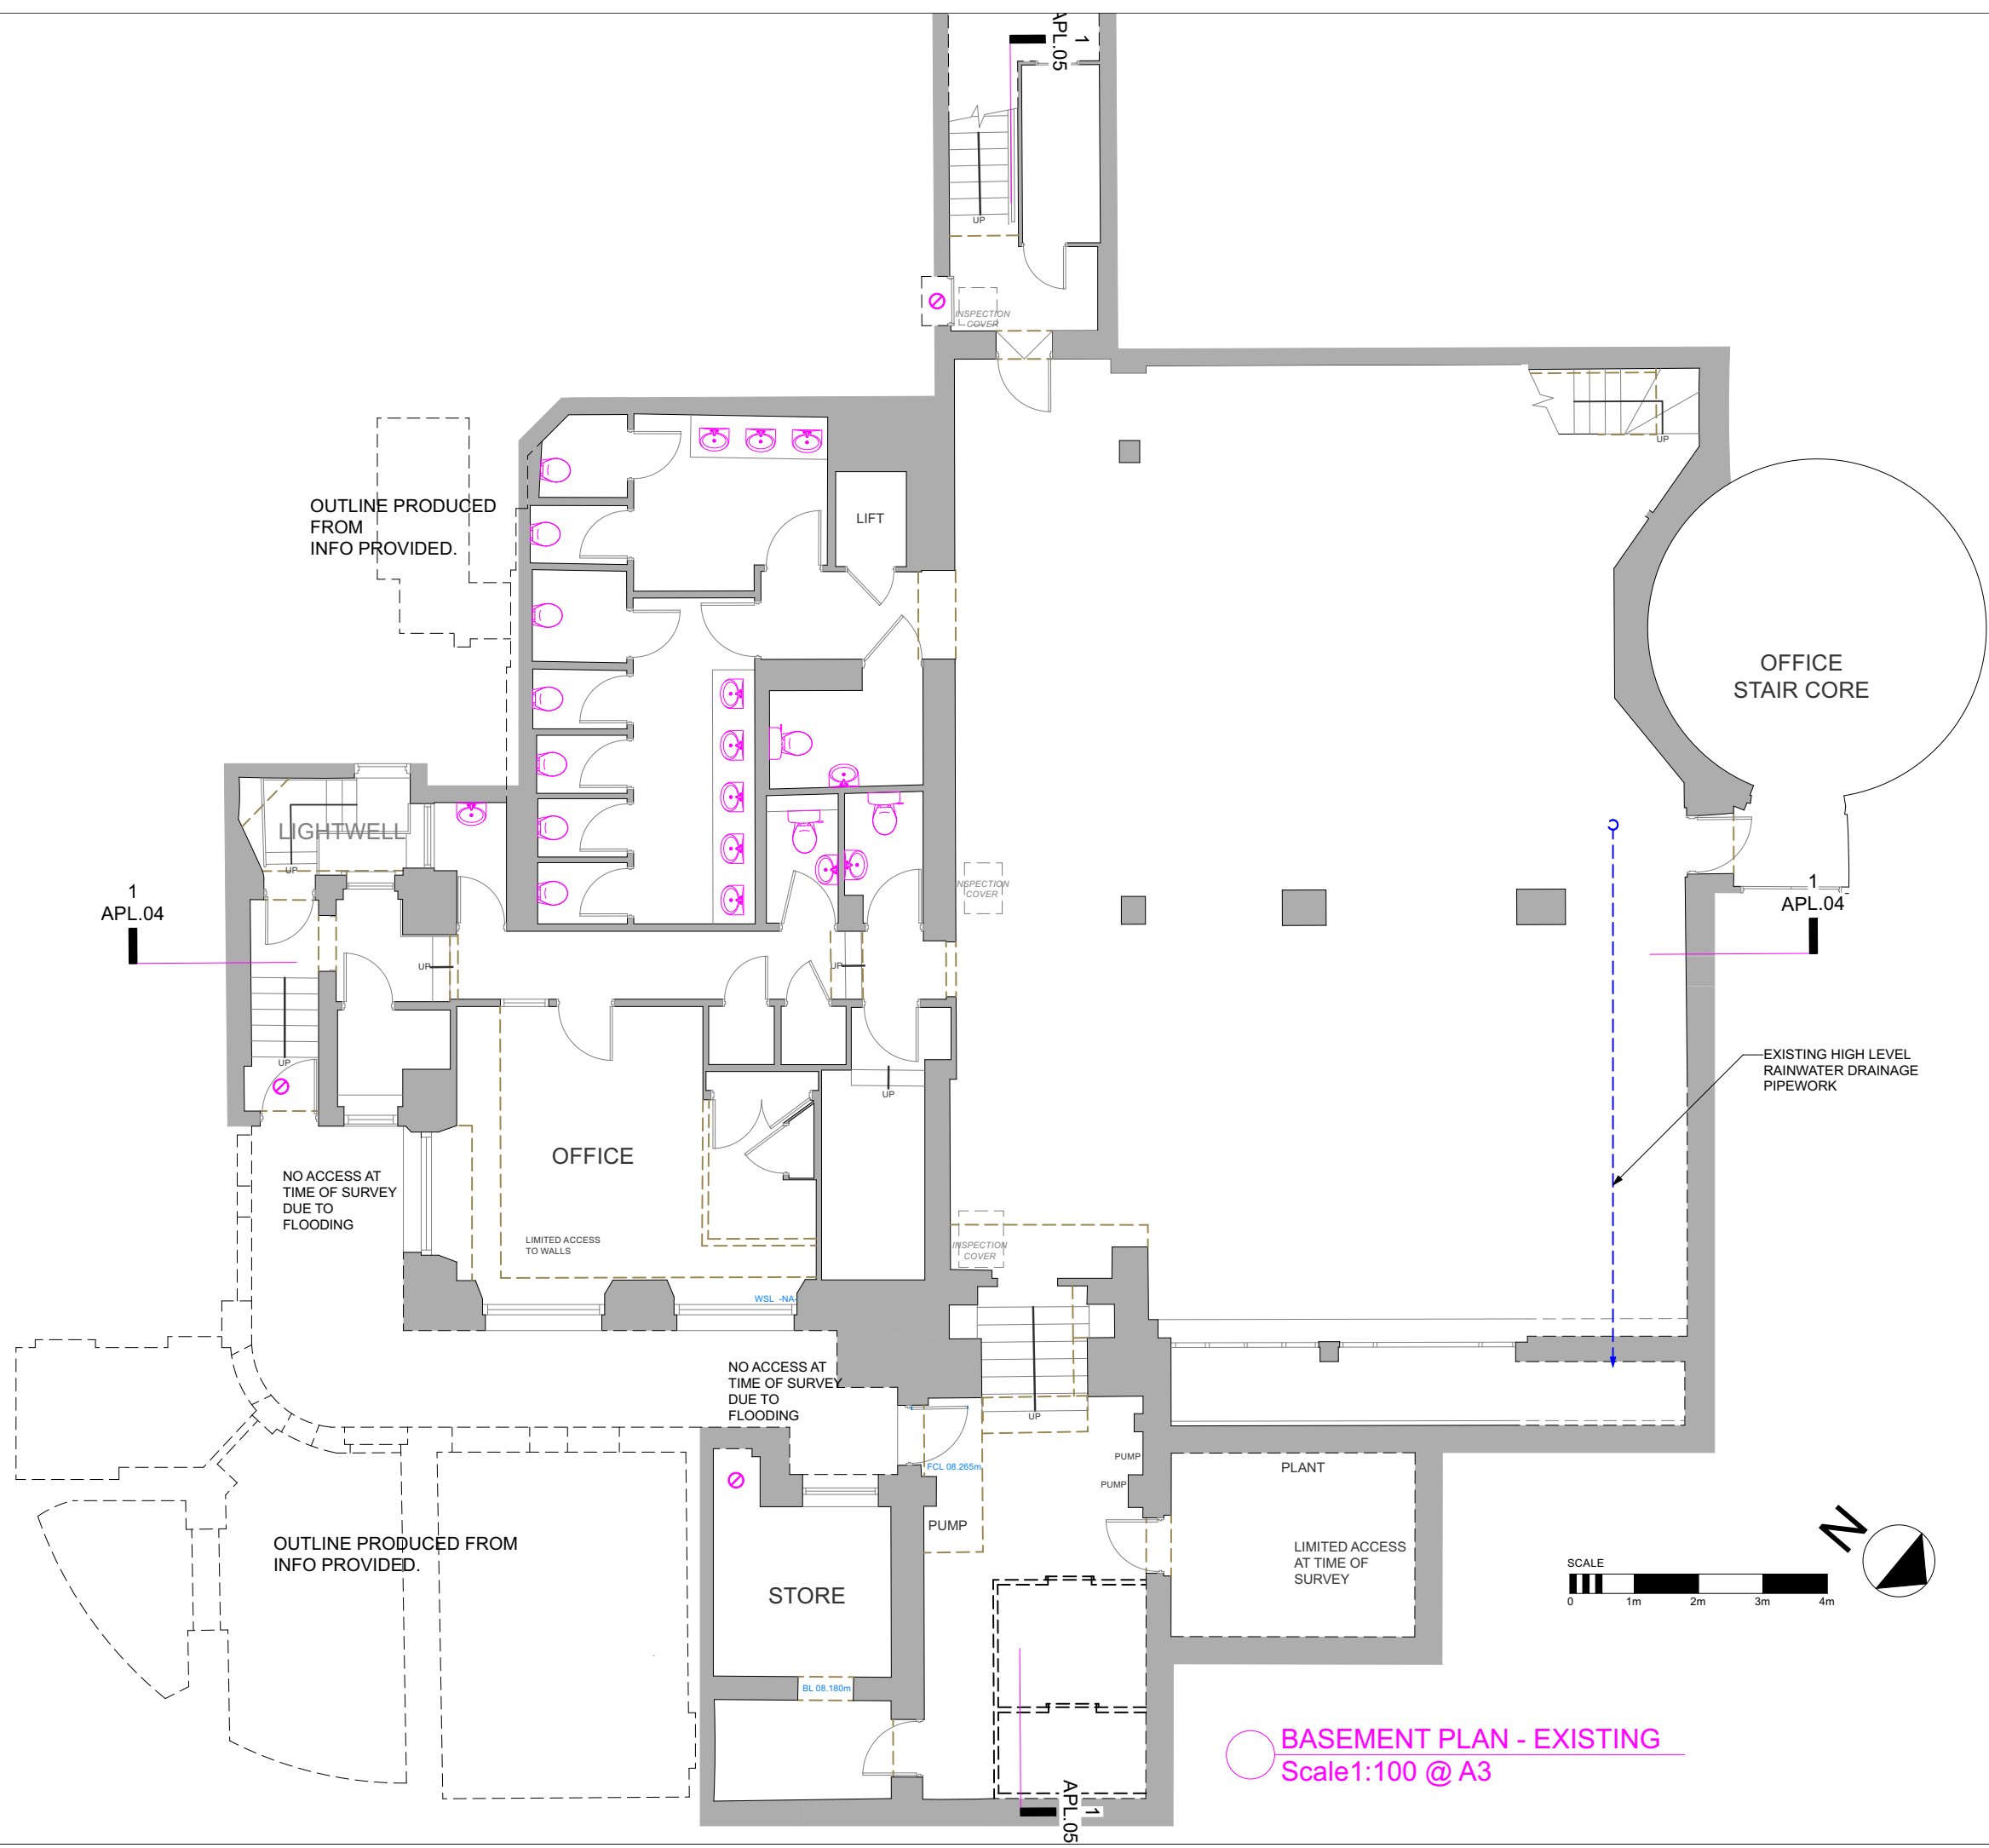 1
APL.05
UP
INSPECTION
COVER
UP
OUTLINE PRODUCED
FROM
INFO PROVIDED.
LIFT
OFFICE
STAIR CORE
LIGHTWELL
UP
1
APL.04
INSPECTION
COVER
1
APL.04
UP
UP
UP
EXISTING HIGH LEVEL
RAINWATER DRAINAGE
PIPEWORK
UP
OFFICE
NO ACCESS AT
TIME OF SURVEY
DUE TO
FLOODING
LIMITED ACCESS
TO WALLS
INSPECTION
COVER
WSL -NA-
NO ACCESS AT
TIME OF SURVEY
DUE TO
FLOODING
UP
FCL 08.265m
PUMP
PUMP
PLANT
PUMP
OUTLINE PRODUCED FROM
INFO PROVIDED.
LIMITED ACCESS
AT TIME OF
SURVEY
STORE
SCALE
0 1m 2m 3m 4m
N
BL 08.180m
BASEMENT PLAN - EXISTING
Scale1:100 @ A3
1
APL.05